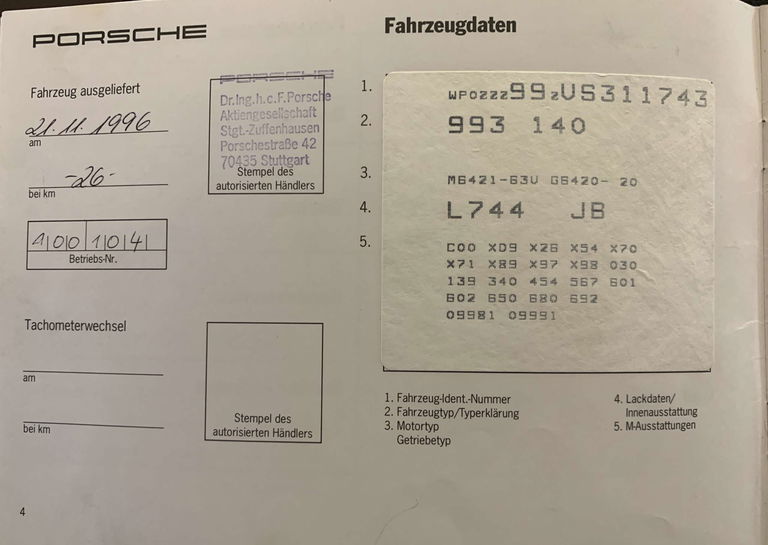 PORSCHE
Fahrzeug ausgeliefert
21.11.1996
am
-26-
bei km
100 104
Betriebs-Nr.
PORSCHE
Dr.Ing.h.c.F.Porsche
Aktiengesellschaft
Stgt.-Zuffenhausen
Porschestraße 42
70435 Stuttgart
Stempel des
autorisierten Händlers
Tachometerwechsel
am
bei km
Stempel des
autorisierten Händlers
4
Fahrzeugdaten
1. WP0ZZZ99ZVS311743
2. 993 140
3. M6421-63U G6420- 20
4. L744 JB
5. C00 X09 X26 X54 X70
X71 X89 X97 X98 030
139 340 454 567 601
602 650 680 692
09981 09991
1. Fahrzeug-Ident.-Nummer
2. Fahrzeugtyp/Typerklärung
3. Motortyp
Getriebetyp
4. Lackdaten/
Innenausstattung
5. M-Ausstattungen